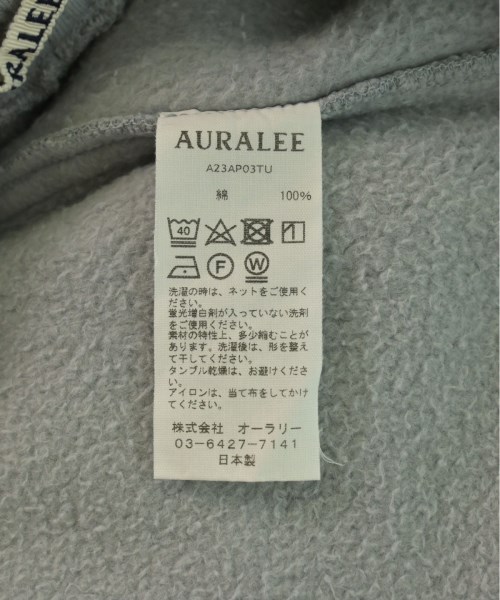 RALEE
AURALEE
A23AP03TU
綿 100%
40
F
W
洗濯の時は、ネットをご使用く
ださい。
蛍光増白剤が入っていない洗剤
をご使用ください。
素材の特性上、多少縮むことが
あります。洗濯後は、形を整え
て干してください。
タンブル乾燥は、お避けくださ
い。
アイロンは、当て布をしてかけ
てください。
株式会社 オーラリー
03-6427-7141
日本製